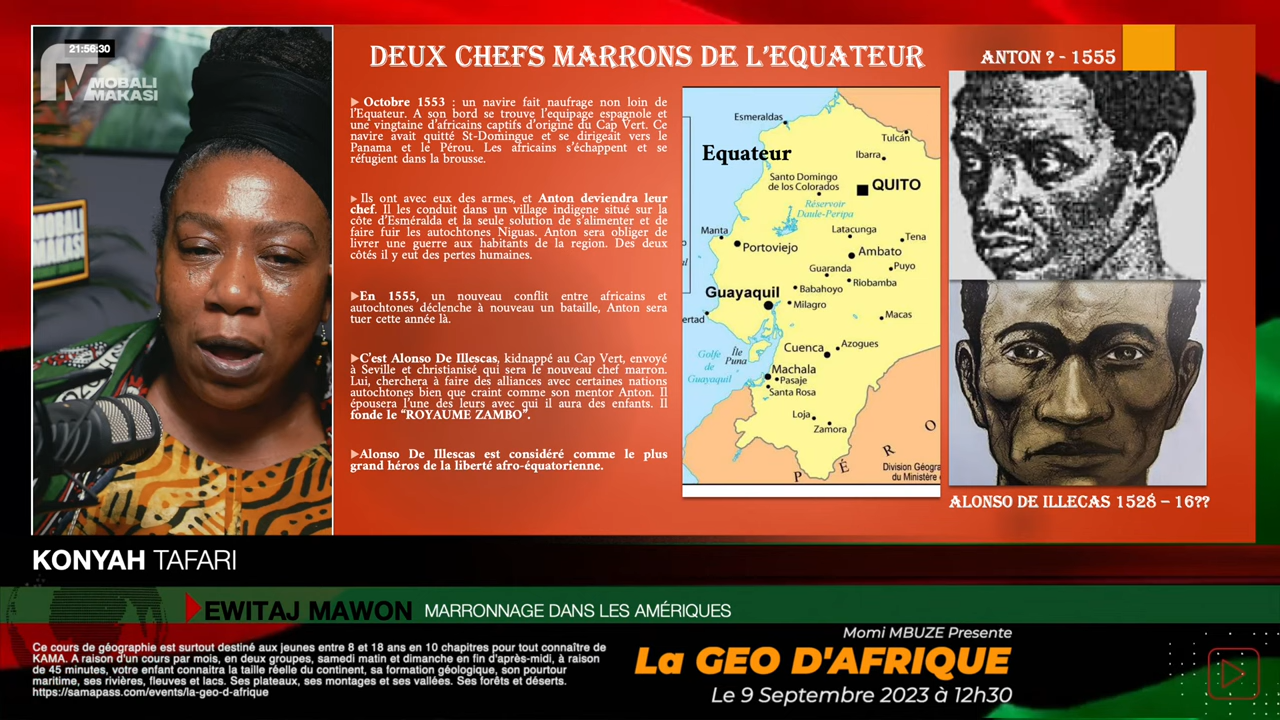 21:56:30
MOBALI
MAKASI
MOBALI
MAKASI
DEUX CHEFS MARRONS DE L'EQUATEUR
▶ Octobre 1553 : un navire fait naufrage non loin de
l'Equateur. A son bord se trouve l'equipage espagnole et
une vingtaine d'africains captifs d'origine du Cap Vert. Ce
navire avait quitté St-Domingue et se dirigeait vers le
Panama et le Pérou. Les africains s'échappent et se
réfugient dans la brousse.
▶ Ils ont avec eux des armes, et Anton deviendra leur
chef. Il les conduit dans un village indigene situé sur la
côte d'Esméralda et la seule solution de s'alimenter et de
faire fuir les autochtones Niguas. Anton sera obliger de
livrer une guerre aux habitants de la region. Des deux
côtés il y eut des pertes humaines.
▶En 1555, un nouveau conflit entre africains et
autochtones déclenche à nouveau un bataille, Anton sera
tuer cette année là.
▶C'est Alonso De Illescas, kidnappé au Cap Vert, envoyé
à Seville et christianisé qui sera le nouveau chef marron.
Lui, cherchera à faire des alliances avec certaines nations
autochtones bien que craint comme son mentor Anton. Il
épousera l'une des leurs avec qui il aura des enfants. Il
fonde le "ROYAUME ZAMBO".
▶Alonso De Illescas est considéré comme le plus
grand héros de la liberté afro-équatorienne.
Esmeraldas
Tulcán
Equateur
Ibarra
Santo Domingo
de los Colorados
QUITO
Réservoir
Daule-Peripa
Manta
Latacunga
Tena
Portoviejo
Ambato
Guaranda
Puyo
Riobamba
Babahoyo
Guayaquil
Milagro
ertad
Macas
Golfe
de
Guayaquil
Île
Puna
Cuenca
Azogues
Machala
Pasaje
Santa Rosa
Loja
Zamora
P É R O
Division Géogra
du Ministère
ANTON ? - 1555
ALONSO DE ILLECAS 1528 – 16??
KONYAH TAFARI
EWITAJ MAWON MARRONNAGE DANS LES AMÉRIQUES
Ce cours de géographie est surtout destiné aux jeunes entre 8 et 18 ans en 10 chapitres pour tout connaître de
KAMA. A raison d'un cours par mois, en deux groupes, samedi matin et dimanche en fin d'après-midi, à raison
de 45 minutes, votre enfant connaitra la taille réelle du continent, sa formation géologique, son pourtour
maritime, ses rivières, fleuves et lacs. Ses plateaux, ses montages et ses vallées. Ses forêts et déserts.
https://samapass.com/events/la-geo-d-afrique
Momi MBUZE Presente
La GEO D'AFRIQUE
Le 9 Septembre 2023 à 12h30